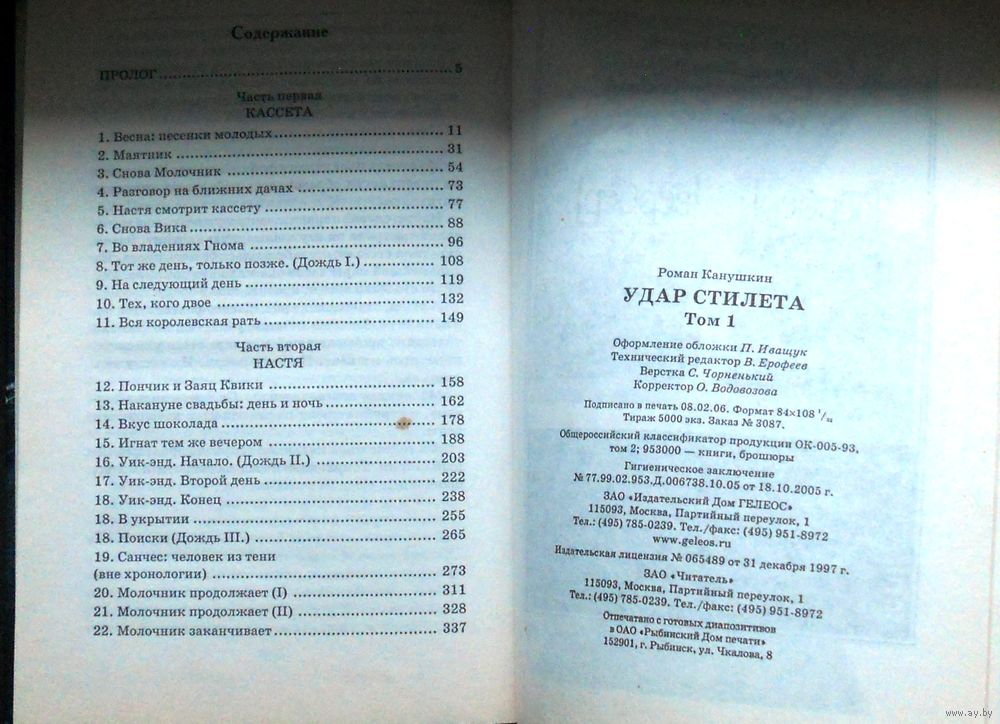 Содержание
ПРОЛОГ 5
Часть первая
КАССЕТА
1. Весна: песенки молодых 11
2. Маятник 31
3. Снова Молочник 54
4. Разговор на ближних дачах 73
5. Настя смотрит кассету 77
6. Снова Вика 88
7. Во владениях Гнома 96
8. Тот же день, только позже. (Дождь I.) 108
9. На следующий день 119
10. Тех, кого двое 132
11. Вся королевская рать 149
Часть вторая
НАСТЯ
12. Пончик и Заяц Квики 158
13. Накануне свадьбы: день и ночь 162
14. Вкус шоколада 178
15. Игнат тем же вечером 188
16. Уик-энд. Начало. (Дождь II.) 203
17. Уик-энд. Второй день 222
18. Уик-энд. Конец 238
18. В укрытии 255
18. Поиски (Дождь III.) 265
19. Санчес: человек из тени
(вне хронологии) 273
20. Молочник продолжает (I) 311
21. Молочник продолжает (II) 328
22. Молочник заканчивает 337
Роман Канушкин
УДАР СТИЛЕТА
Том 1
Оформление обложки П. Иващук
Технический редактор В. Ерофеев
Верстка С. Чорненький
Корректор О. Водовозова
Подписано в печать 08.02.06. Формат 84×108 1/32
Тираж 5000 экз. Заказ № 3087.
Общероссийский классификатор продукции ОК-005-93,
том 2; 953000 — книги, брошюры
Гигиеническое заключение
№ 77.99.02.953.Д.006738.10.05 от 18.10.2005 г.
ЗАО «Издательский Дом ГЕЛЕОС»
115093, Москва, Партийный переулок, 1
Тел.: (495) 785-0239. Тел./факс: (495) 951-8972
www.geleos.ru
Издательская лицензия № 065489 от 31 декабря 1997 г.
ЗАО «Читатель»
115093, Москва, Партийный переулок, 1
Тел.: (495) 785-0239. Тел./факс: (495) 951-8972
Отпечатано с готовых диапозитивов
в ОАО «Рыбинский Дом печати»
152901, г. Рыбинск, ул. Чкалова, 8
www.ay.by